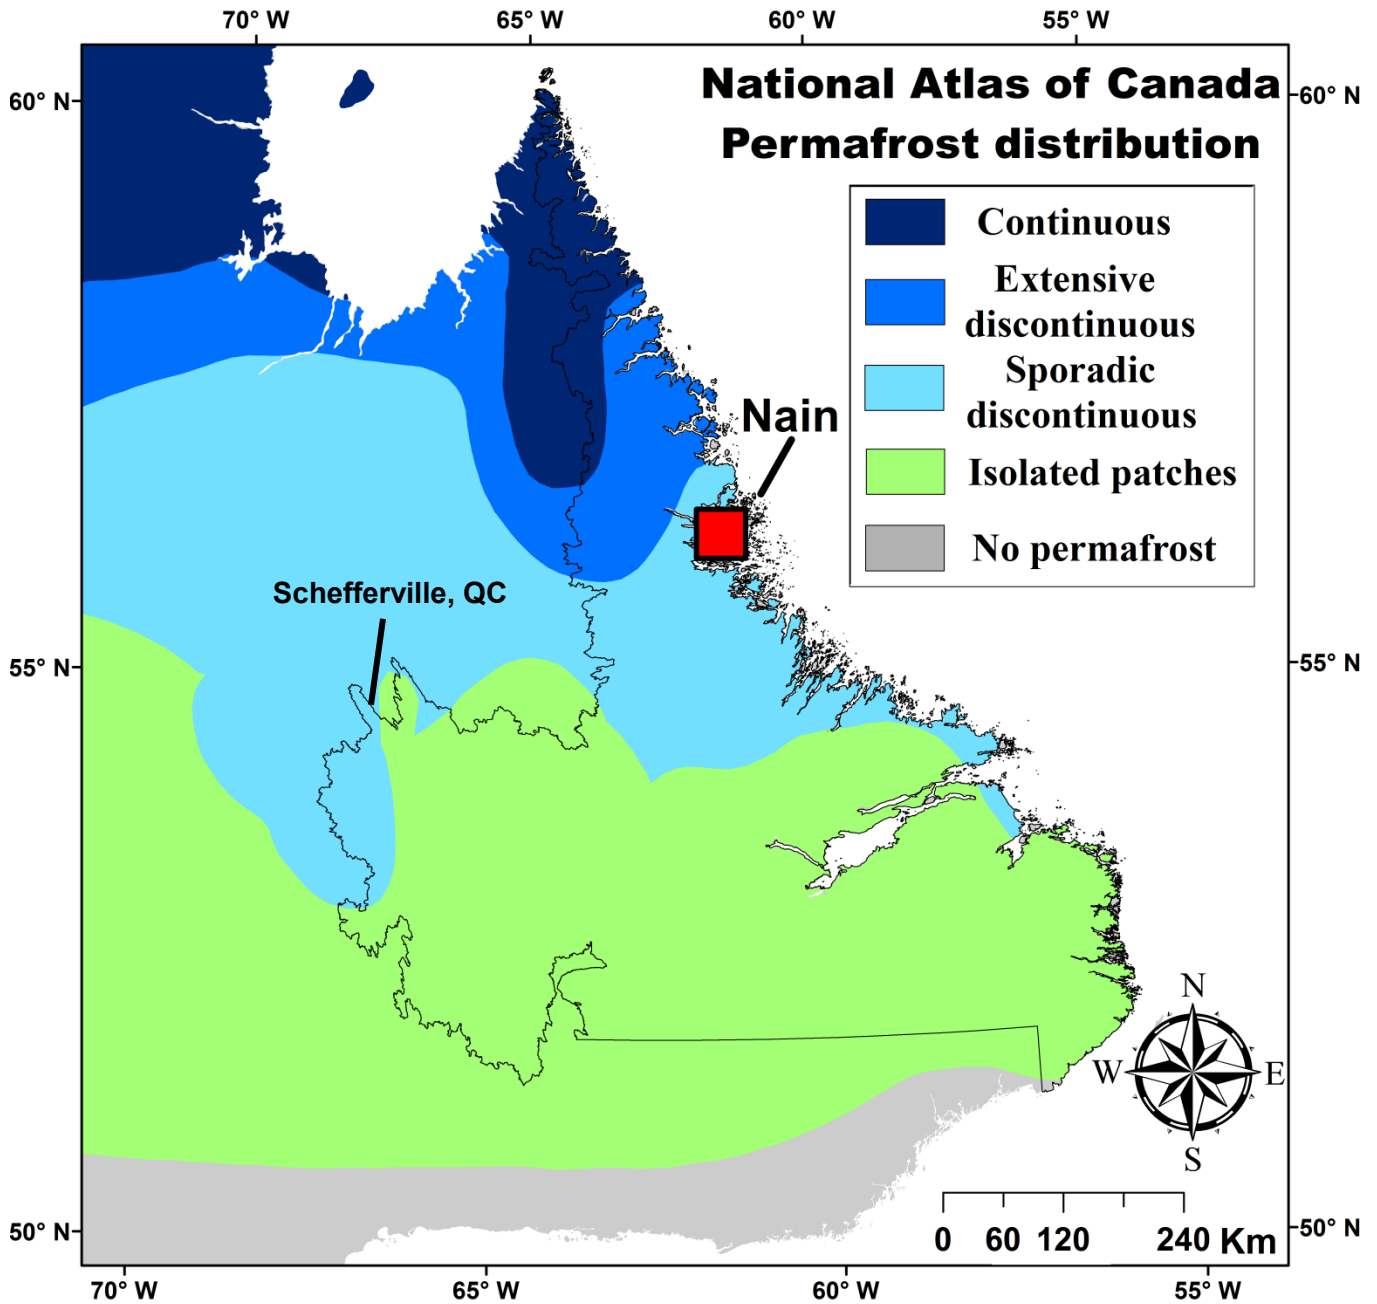 70° W 65° W 60° W 55° W
National Atlas of Canada
Permafrost distribution
60° N
60° N
Continuous
Extensive
discontinuous
Sporadic
discontinuous
Isolated patches
No permafrost
Nain
Schefferville, QC
55° N
55° N
N
W
E
S
50° N
50° N
0 60 120 240 Km
70° W 65° W 60° W 55° W